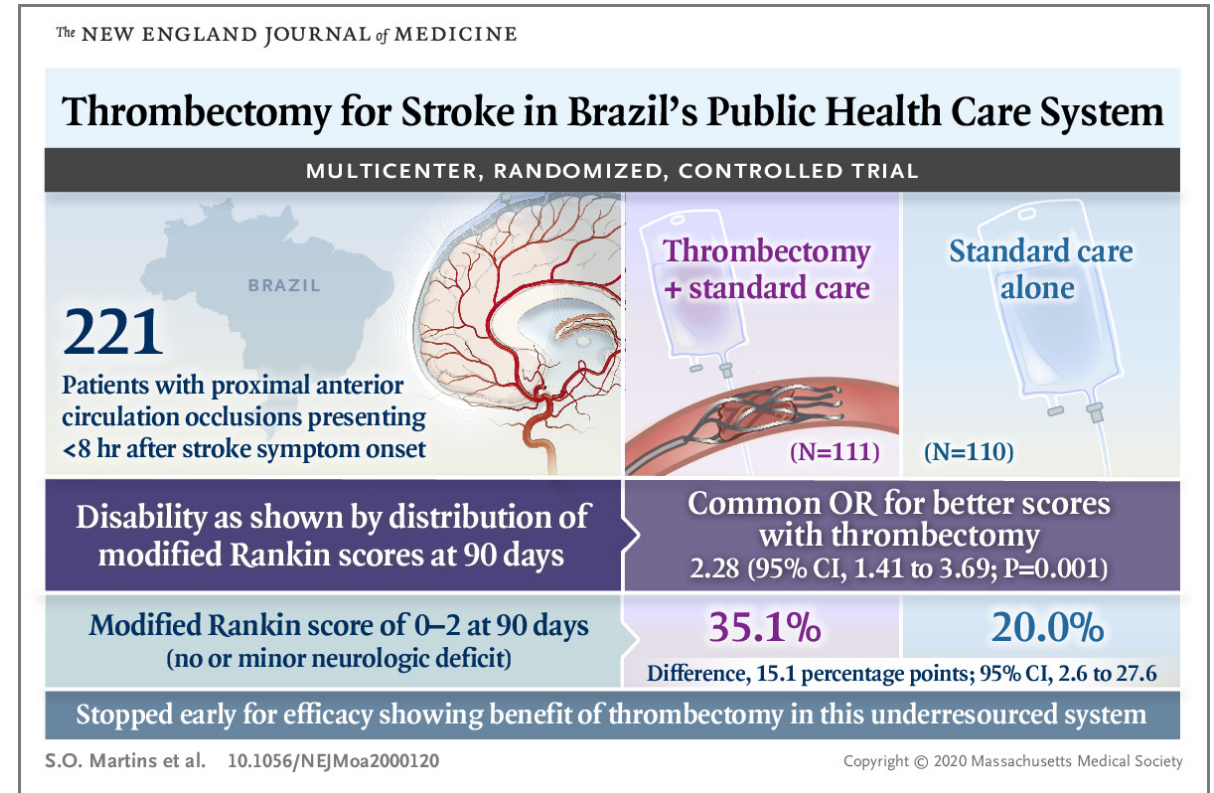 The NEW ENGLAND JOURNAL of MEDICINE
Thrombectomy for Stroke in Brazil's Public Health Care System
MULTICENTER, RANDOMIZED, CONTROLLED TRIAL
BRAZIL
221
Patients with proximal anterior
circulation occlusions presenting
<8 hr after stroke symptom onset
Thrombectomy
+ standard care
(N=111)
Standard care
alone
(N=110)
Disability as shown by distribution of
modified Rankin scores at 90 days
Common OR for better scores
with thrombectomy
2.28 (95% CI, 1.41 to 3.69; P=0.001)
Modified Rankin score of 0–2 at 90 days
(no or minor neurologic deficit)
35.1%
20.0%
Difference, 15.1 percentage points; 95% CI, 2.6 to 27.6
Stopped early for efficacy showing benefit of thrombectomy in this underresourced system
S.O. Martins et al. 10.1056/NEJMoa2000120
Copyright © 2020 Massachusetts Medical Society